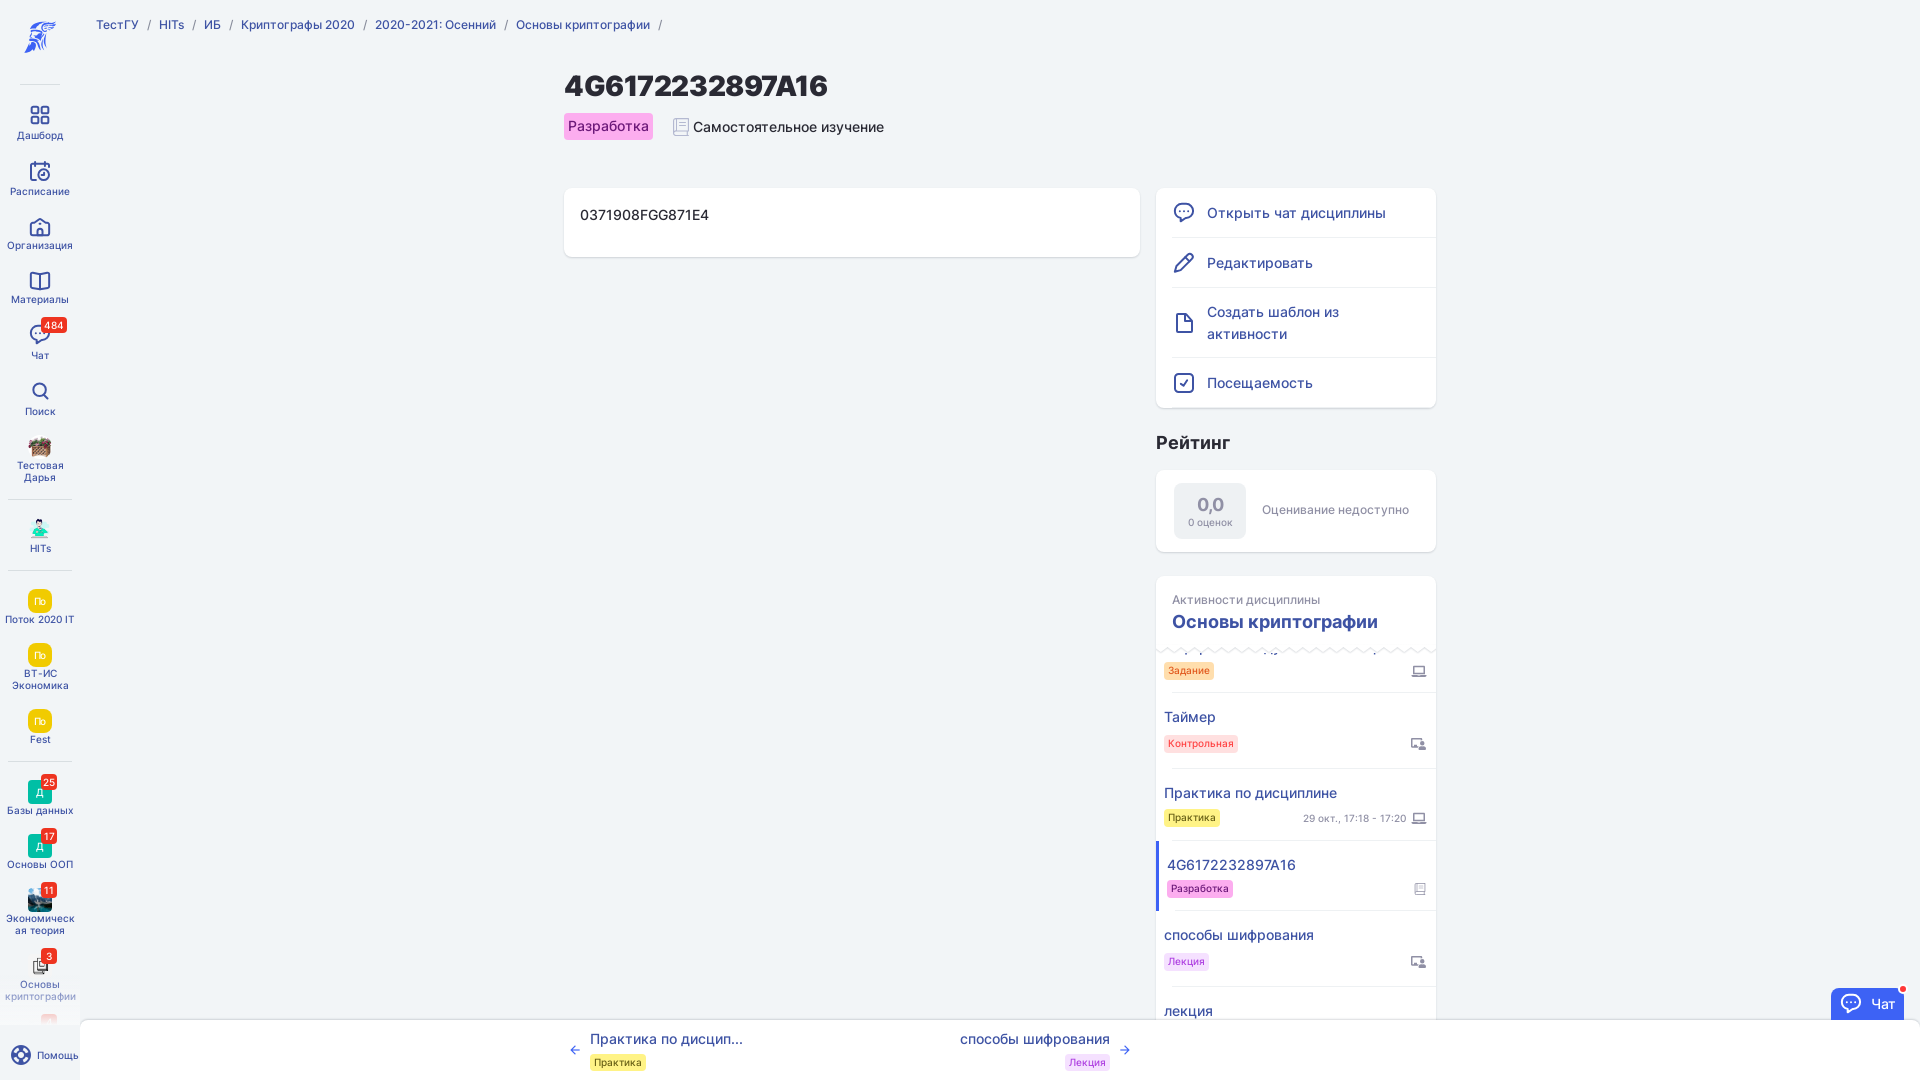 ТестГУ / HITs / ИБ / Криптографы 2020 / 2020-2021: Осенний / Основы криптографии /
Дашборд
Расписание
Организация
Материалы
484
Чат
Поиск
Тестовая
Дарья
HITs
По
Поток 2020 IT
По
ВТ-ИС
Экономика
По
Fest
25
Д
Базы данных
17
Д
Основы ООП
11
Экономическ
ая теория
3
Основы
криптографии
Помощь
4G6172232897A16
Разработка
Самостоятельное изучение
0371908FGG871E4
Открыть чат дисциплины
Редактировать
Создать шаблон из
активности
Посещаемость
Рейтинг
0,0
0 оценок
Оценивание недоступно
Активности дисциплины
Основы криптографии
Задание
Таймер
Контрольная
Практика по дисциплине
Практика
29 окт., 17:18 - 17:20
4G6172232897A16
Разработка
способы шифрования
Лекция
лекция
Практика по дисцип...
Практика
способы шифрования
Лекция
Чат